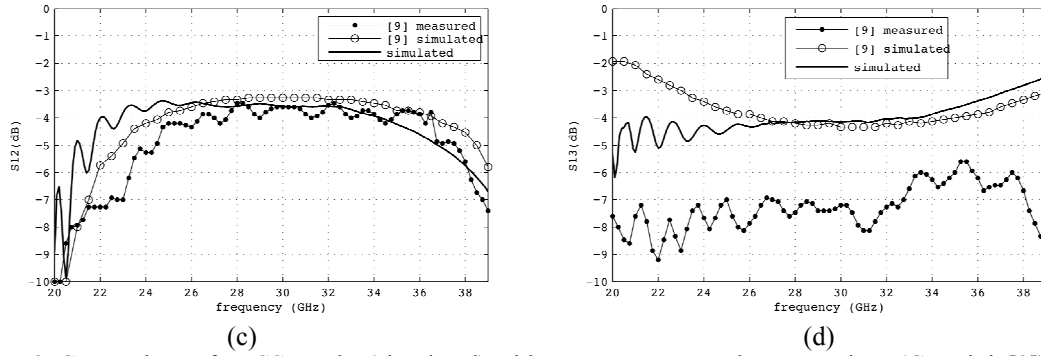 0
−1
−2
−3
−4
−5
−6
−7
−8
−9
−10
S12(dB)
[9] measured
[9] simulated
simulated
20 22 24 26 28 30 32 34 36 38
frequency (GHz)
(c)
0
−1
−2
−3
−4
−5
−6
−7
−8
−9
−10
S13(dB)
[9] measured
[9] simulated
simulated
20 22 24 26 28 30 32 34 36 38
frequency (GHz)
(d)